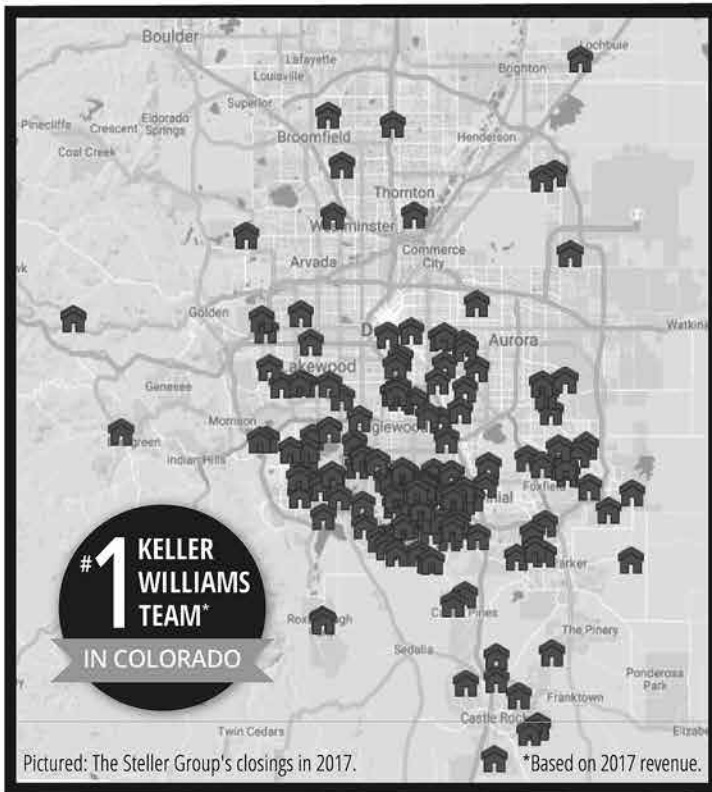 Boulder
Lafayette
Louisville
Lochbuie
Brighton
Superior
Pinecliffe
Crescent
Eldorado
Springs
Coal Creek
Broomfield
Henderson
Thornton
Westminster
Commerce
City
Arvada
Golden
Watkins
Aurora
Genesee
Morrison
Indian Hills
Foxfield
Parker
Sedalia
The Pinery
Ponderosa
Park
Franktown
Castle Rock
Twin Cedars
#1 KELLER
WILLIAMS
TEAM*
IN COLORADO
Pictured: The Steller Group's closings in 2017.
*Based on 2017 revenue.